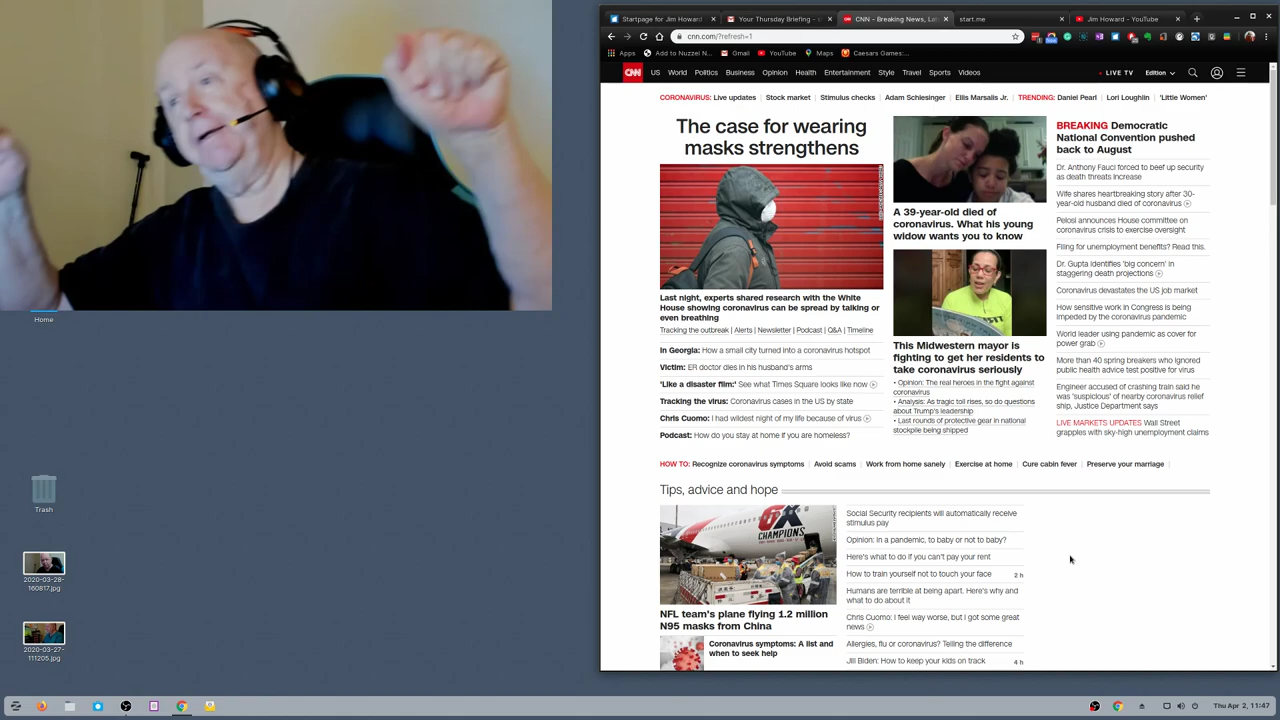 Startpage for Jim Howard
Your Thursday Briefing - s
CNN - Breaking News, Lat
start.me
Jim Howard - YouTube
cnn.com/?refresh=1
Apps
Add to Nuzzel N...
Gmail
YouTube
Maps
Caesars Games:...
CNN
US
World
Politics
Business
Opinion
Health
Entertainment
Style
Travel
Sports
Videos
LIVE TV
Edition
CORONAVIRUS: Live updates
Stock market
Stimulus checks
Adam Schlesinger
Ellis Marsalis Jr.
TRENDING: Daniel Pearl
Lori Loughlin
'Little Women'
The case for wearing
masks strengthens
Last night, experts shared research with the White
House showing coronavirus can be spread by talking or
even breathing
Tracking the outbreak | Alerts | Newsletter | Podcast | Q&A | Timeline
In Georgia: How a small city turned into a coronavirus hotspot
Victim: ER doctor dies in his husband's arms
'Like a disaster film:' See what Times Square looks like now
Tracking the virus: Coronavirus cases in the US by state
Chris Cuomo: I had wildest night of my life because of virus
Podcast: How do you stay at home if you are homeless?
A 39-year-old died of
coronavirus. What his young
widow wants you to know
This Midwestern mayor is
fighting to get her residents to
take coronavirus seriously
• Opinion: The real heroes in the fight against
coronavirus
• Analysis: As tragic toll rises, so do questions
about Trump's leadership
• Last rounds of protective gear in national
stockpile being shipped
BREAKING Democratic
National Convention pushed
back to August
Dr. Anthony Fauci forced to beef up security
as death threats increase
Wife shares heartbreaking story after 30-
year-old husband died of coronavirus
Pelosi announces House committee on
coronavirus crisis to exercise oversight
Filing for unemployment benefits? Read this.
Dr. Gupta identifies 'big concern' in
staggering death projections
Coronavirus devastates the US job market
How sensitive work in Congress is being
impeded by the coronavirus pandemic
World leader using pandemic as cover for
power grab
More than 40 spring breakers who ignored
public health advice test positive for virus
Engineer accused of crashing train said he
was 'suspicious' of nearby coronavirus relief
ship, Justice Department says
LIVE MARKETS UPDATES Wall Street
grapples with sky-high unemployment claims
HOW TO: Recognize coronavirus symptoms
Avoid scams
Work from home sanely
Exercise at home
Cure cabin fever
Preserve your marriage
Tips, advice and hope
6X
CHAMPIONS
NFL team's plane flying 1.2 million
N95 masks from China
Coronavirus symptoms: A list and
when to seek help
Social Security recipients will automatically receive
stimulus pay
Opinion: In a pandemic, to baby or not to baby?
Here's what to do if you can't pay your rent
How to train yourself not to touch your face 2 h
Humans are terrible at being apart. Here's why and
what to do about it
Chris Cuomo: I feel way worse, but I got some great
news
Allergies, flu or coronavirus? Telling the difference
Jill Biden: How to keep your kids on track 4 h
Home
Trash
2020-03-28-
160817.jpg
2020-03-27-
111205.jpg
Thu Apr 2, 11:47